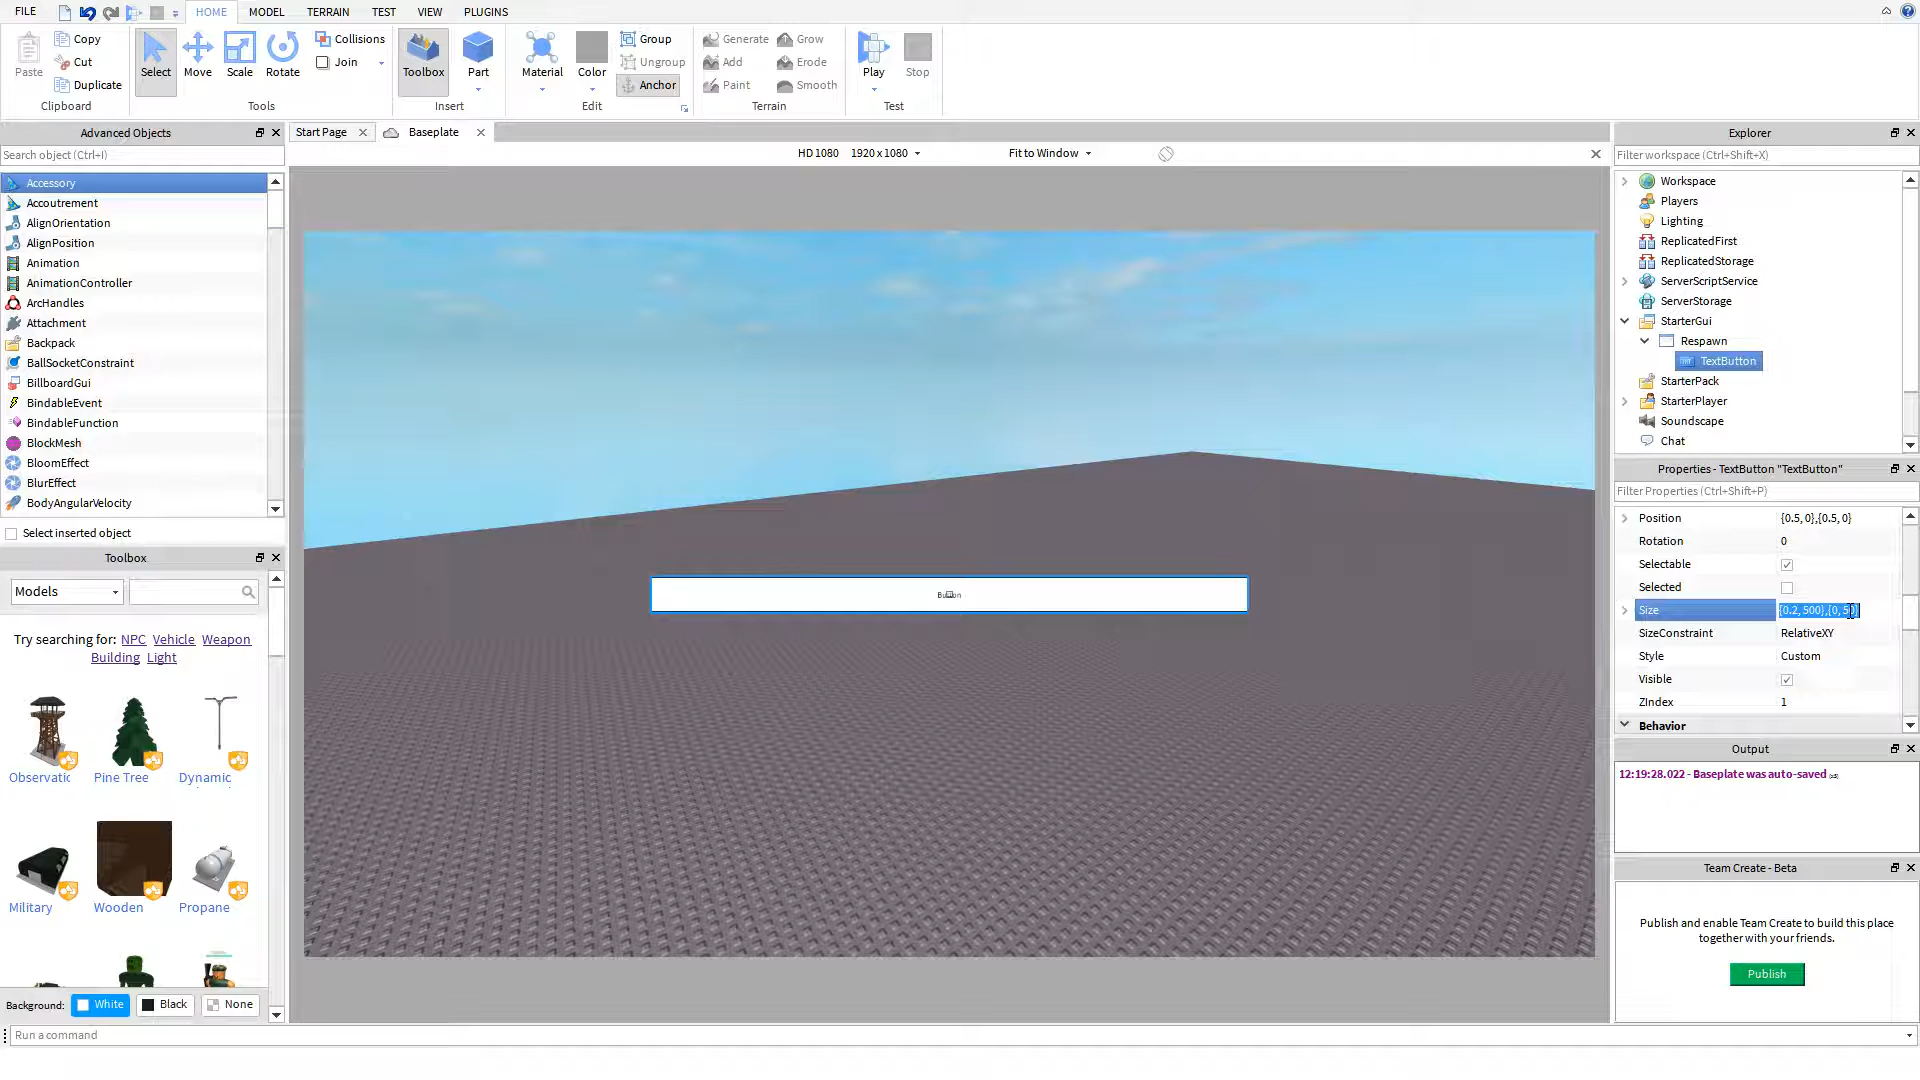 FILE
HOME
MODEL
TERRAIN
TEST
VIEW
PLUGINS
Paste
Copy
Cut
Duplicate
Clipboard
Select
Move
Scale
Rotate
Collisions
Join
Tools
Toolbox
Part
Insert
Material
Color
Group
Ungroup
Anchor
Edit
Generate
Grow
Add
Erode
Paint
Smooth
Terrain
Play
Stop
Test
Advanced Objects
Search object (Ctrl+I)
Accessory
Accoutrement
AlignOrientation
AlignPosition
Animation
AnimationController
ArcHandles
Attachment
Backpack
BallSocketConstraint
BillboardGui
BindableEvent
BindableFunction
BlockMesh
BloomEffect
BlurEffect
BodyAngularVelocity
Select inserted object
Toolbox
Models
Try searching for: NPC Vehicle Weapon
Building Light
Observatic
Pine Tree
Dynamic
Military
Wooden
Propane
Background:
White
Black
None
Run a command
Start Page
Baseplate
HD 1080 1920 x 1080
Fit to Window
Explorer
Filter workspace (Ctrl+Shift+X)
Workspace
Players
Lighting
ReplicatedFirst
ReplicatedStorage
ServerScriptService
ServerStorage
StarterGui
Respawn
TextButton
StarterPack
StarterPlayer
Soundscape
Chat
Properties - TextButton "TextButton"
Filter Properties (Ctrl+Shift+P)
Position {0.5, 0},{0.5, 0}
Rotation 0
Selectable
Selected
Size {0.2, 500},{0, 50}
SizeConstraint RelativeXY
Style Custom
Visible
ZIndex 1
Behavior
Output
12:19:28.022 - Baseplate was auto-saved
Team Create - Beta
Publish and enable Team Create to build this place
together with your friends.
Publish